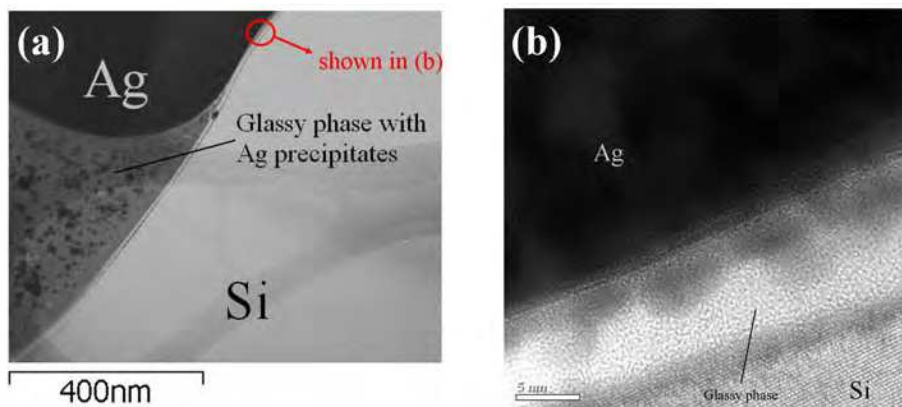 (a)
Ag
shown in (b)
Glassy phase with
Ag precipitates
Si
400nm
(b)
Ag
5 nm
Glassy phase
Si